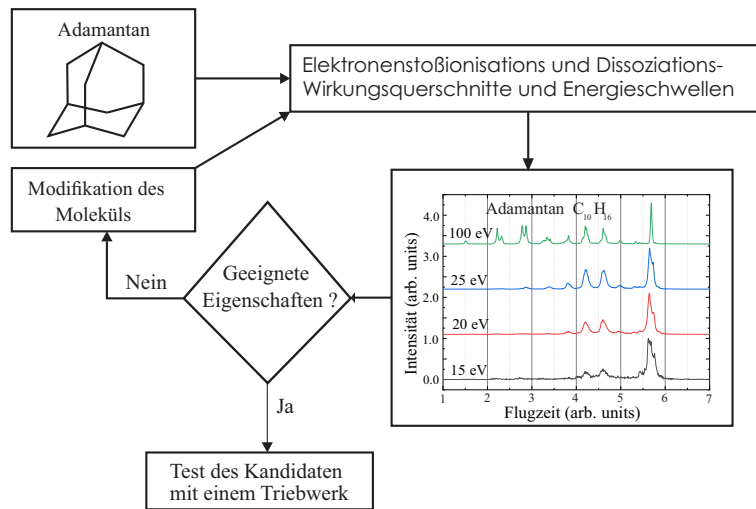 Adamantan
Elektronenstoßionisations und Dissoziations-
Wirkungsquerschnitte und Energieschwellen
Modifikation des
Moleküls
Nein
Geeignete
Eigenschaften ?
Ja
Test des Kandidaten
mit einem Triebwerk
Adamantan C10H16
100 eV
25 eV
20 eV
15 eV
4.0
3.0
2.0
1.0
0.0
Intensität (arb. units)
1 2 3 4 5 6 7
Flugzeit (arb. units)